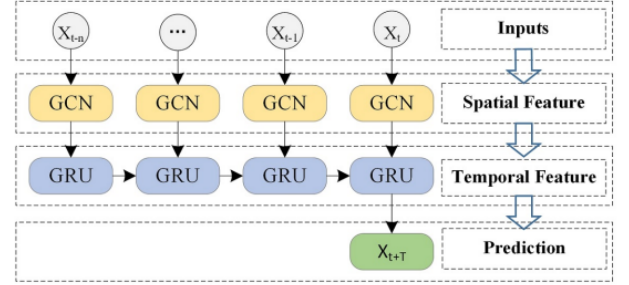 X_{t-n} ... X_{t-1} X_t Inputs
GCN GCN GCN GCN Spatial Feature
GRU GRU GRU GRU Temporal Feature
X_{t+T} Prediction